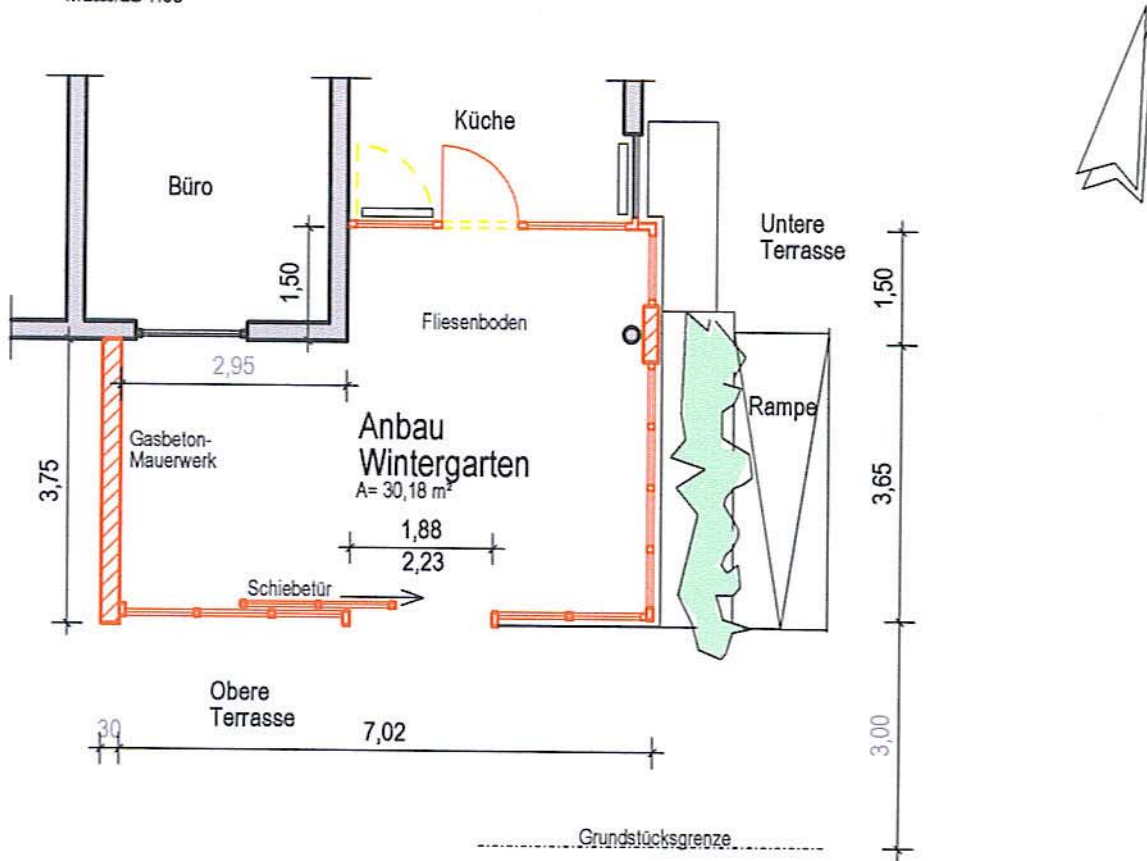 Küche
Büro
Untere
Terrasse
1,50
1,50
Fliesenboden
2,95
Rampe
Gasbeton-
Mauerwerk
Anbau
Wintergarten
A= 30,18 m²
3,75
3,65
1,88
2,23
Schiebetür
Obere
Terrasse
30
7,02
3,00
Grundstücksgrenze